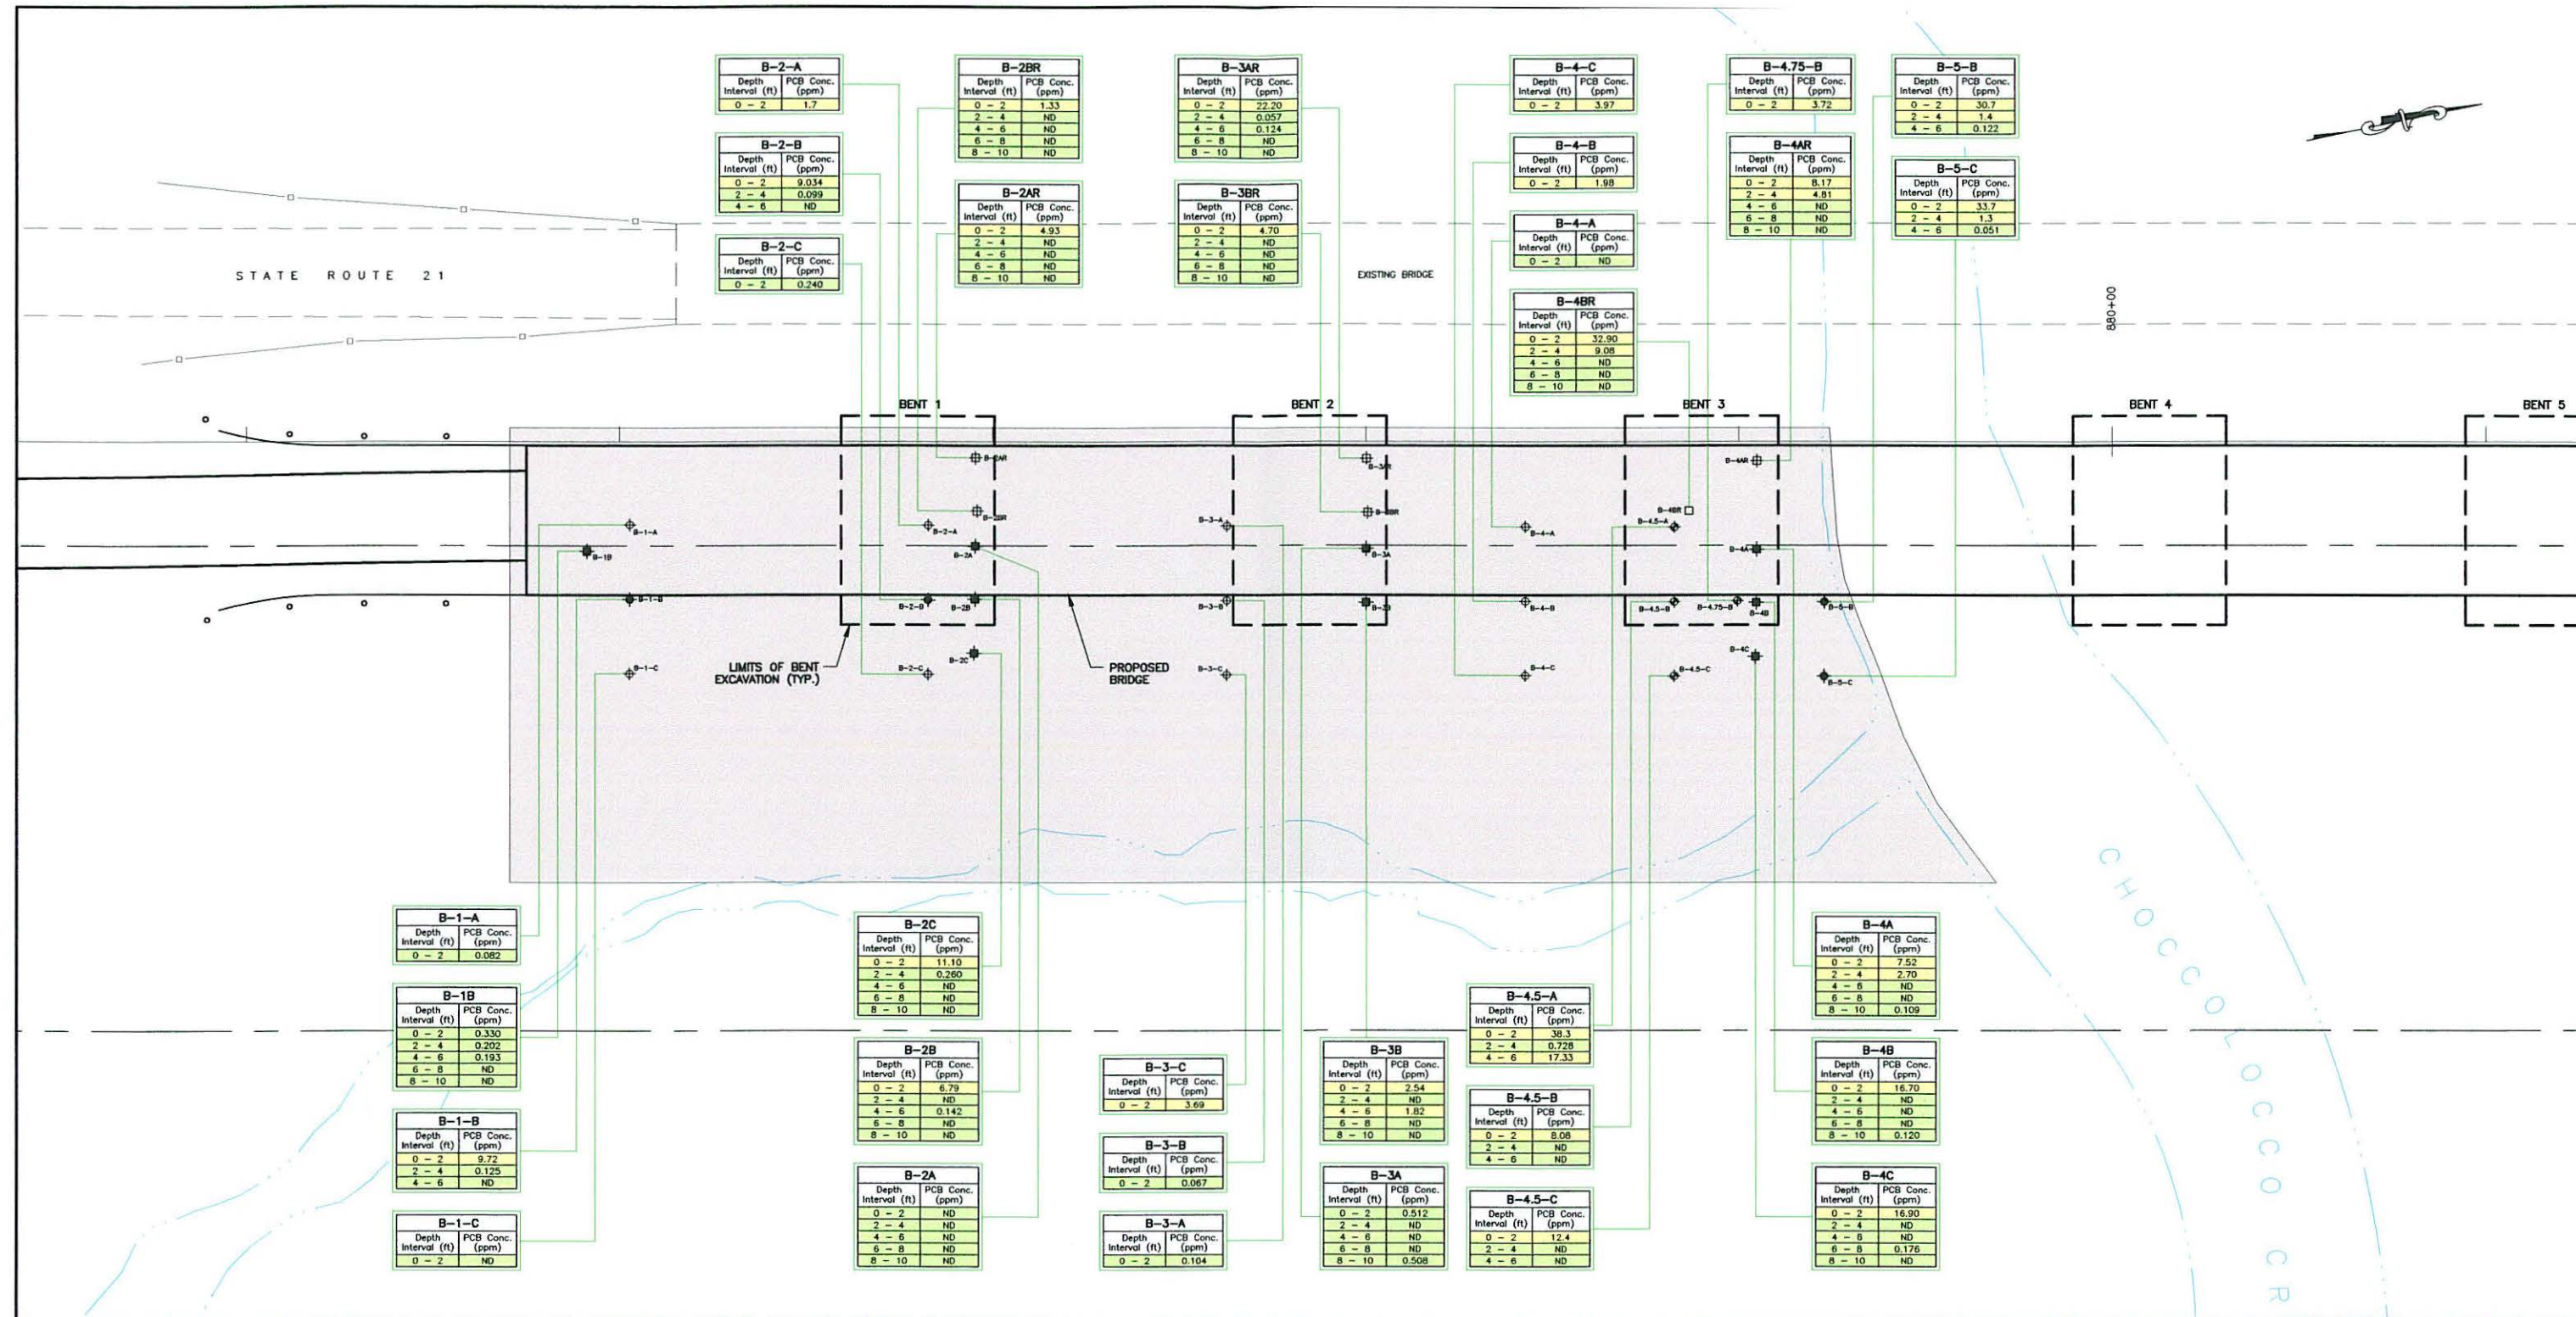 B-2-A
Depth Interval (ft) PCB Conc. (ppm)
0 - 2 1.7
B-2-B
Depth Interval (ft) PCB Conc. (ppm)
0 - 2 9.034
2 - 4 0.099
4 - 6 ND
B-2-C
Depth Interval (ft) PCB Conc. (ppm)
0 - 2 0.240
B-2BR
Depth Interval (ft) PCB Conc. (ppm)
0 - 2 1.33
2 - 4 ND
4 - 6 ND
6 - 8 ND
8 - 10 ND
B-2AR
Depth Interval (ft) PCB Conc. (ppm)
0 - 2 4.93
2 - 4 ND
4 - 6 ND
6 - 8 ND
8 - 10 ND
B-3AR
Depth Interval (ft) PCB Conc. (ppm)
0 - 2 22.20
2 - 4 0.057
4 - 6 0.124
6 - 8 ND
8 - 10 ND
B-3BR
Depth Interval (ft) PCB Conc. (ppm)
0 - 2 4.70
2 - 4 ND
4 - 6 ND
6 - 8 ND
8 - 10 ND
B-4-C
Depth Interval (ft) PCB Conc. (ppm)
0 - 2 3.97
B-4-B
Depth Interval (ft) PCB Conc. (ppm)
0 - 2 1.98
B-4-A
Depth Interval (ft) PCB Conc. (ppm)
0 - 2 ND
B-4BR
Depth Interval (ft) PCB Conc. (ppm)
0 - 2 32.90
2 - 4 9.08
4 - 6 ND
6 - 8 ND
8 - 10 ND
B-4.75-B
Depth Interval (ft) PCB Conc. (ppm)
0 - 2 3.72
B-4AR
Depth Interval (ft) PCB Conc. (ppm)
0 - 2 8.17
2 - 4 4.81
4 - 6 ND
6 - 8 ND
8 - 10 ND
B-5-B
Depth Interval (ft) PCB Conc. (ppm)
0 - 2 30.7
2 - 4 1.4
4 - 6 0.122
B-5-C
Depth Interval (ft) PCB Conc. (ppm)
0 - 2 33.7
2 - 4 1.3
4 - 6 0.051
STATE ROUTE 21
EXISTING BRIDGE
880+00
BENT 1
BENT 2
BENT 3
BENT 4
BENT 5
B-4AR
B-4BR
B-1-A
B-2-A
B-3-A
B-4-A
B-4.5-A
B-1B
B-2A
B-3A
B-4A
B-1-B
B-2-B
B-2B
B-3-B
B-4-B
B-4.5-B
B-4.75-B
B-4B
B-5-B
B-1-C
B-2-C
B-2C
B-3-C
B-4-C
B-4.5-C
B-4C
B-5-C
LIMITS OF BENT
EXCAVATION (TYP.)
PROPOSED
BRIDGE
CHOCCOLOCCO CR
B-1-A
Depth Interval (ft) PCB Conc. (ppm)
0 - 2 0.082
B-1B
Depth Interval (ft) PCB Conc. (ppm)
0 - 2 0.330
2 - 4 0.202
4 - 6 0.193
6 - 8 ND
8 - 10 ND
B-1-B
Depth Interval (ft) PCB Conc. (ppm)
0 - 2 9.72
2 - 4 0.125
4 - 6 ND
B-1-C
Depth Interval (ft) PCB Conc. (ppm)
0 - 2 ND
B-2C
Depth Interval (ft) PCB Conc. (ppm)
0 - 2 11.10
2 - 4 0.260
4 - 6 ND
6 - 8 ND
8 - 10 ND
B-2B
Depth Interval (ft) PCB Conc. (ppm)
0 - 2 6.79
2 - 4 ND
4 - 6 0.142
6 - 8 ND
8 - 10 ND
B-2A
Depth Interval (ft) PCB Conc. (ppm)
0 - 2 ND
2 - 4 ND
4 - 6 ND
6 - 8 ND
8 - 10 ND
B-3-C
Depth Interval (ft) PCB Conc. (ppm)
0 - 2 3.69
B-3-B
Depth Interval (ft) PCB Conc. (ppm)
0 - 2 0.067
B-3-A
Depth Interval (ft) PCB Conc. (ppm)
0 - 2 0.104
B-3B
Depth Interval (ft) PCB Conc. (ppm)
0 - 2 2.54
2 - 4 ND
4 - 6 1.82
6 - 8 ND
8 - 10 ND
B-3A
Depth Interval (ft) PCB Conc. (ppm)
0 - 2 0.512
2 - 4 ND
4 - 6 ND
6 - 8 ND
8 - 10 0.508
B-4.5-A
Depth Interval (ft) PCB Conc. (ppm)
0 - 2 38.3
2 - 4 0.728
4 - 6 17.33
B-4.5-B
Depth Interval (ft) PCB Conc. (ppm)
0 - 2 8.08
2 - 4 ND
4 - 6 ND
B-4.5-C
Depth Interval (ft) PCB Conc. (ppm)
0 - 2 12.4
2 - 4 ND
4 - 6 ND
B-4A
Depth Interval (ft) PCB Conc. (ppm)
0 - 2 7.52
2 - 4 2.70
4 - 6 ND
6 - 8 ND
8 - 10 0.109
B-4B
Depth Interval (ft) PCB Conc. (ppm)
0 - 2 16.70
2 - 4 ND
4 - 6 ND
6 - 8 ND
8 - 10 0.120
B-4C
Depth Interval (ft) PCB Conc. (ppm)
0 - 2 16.90
2 - 4 ND
4 - 6 ND
6 - 8 0.176
8 - 10 ND